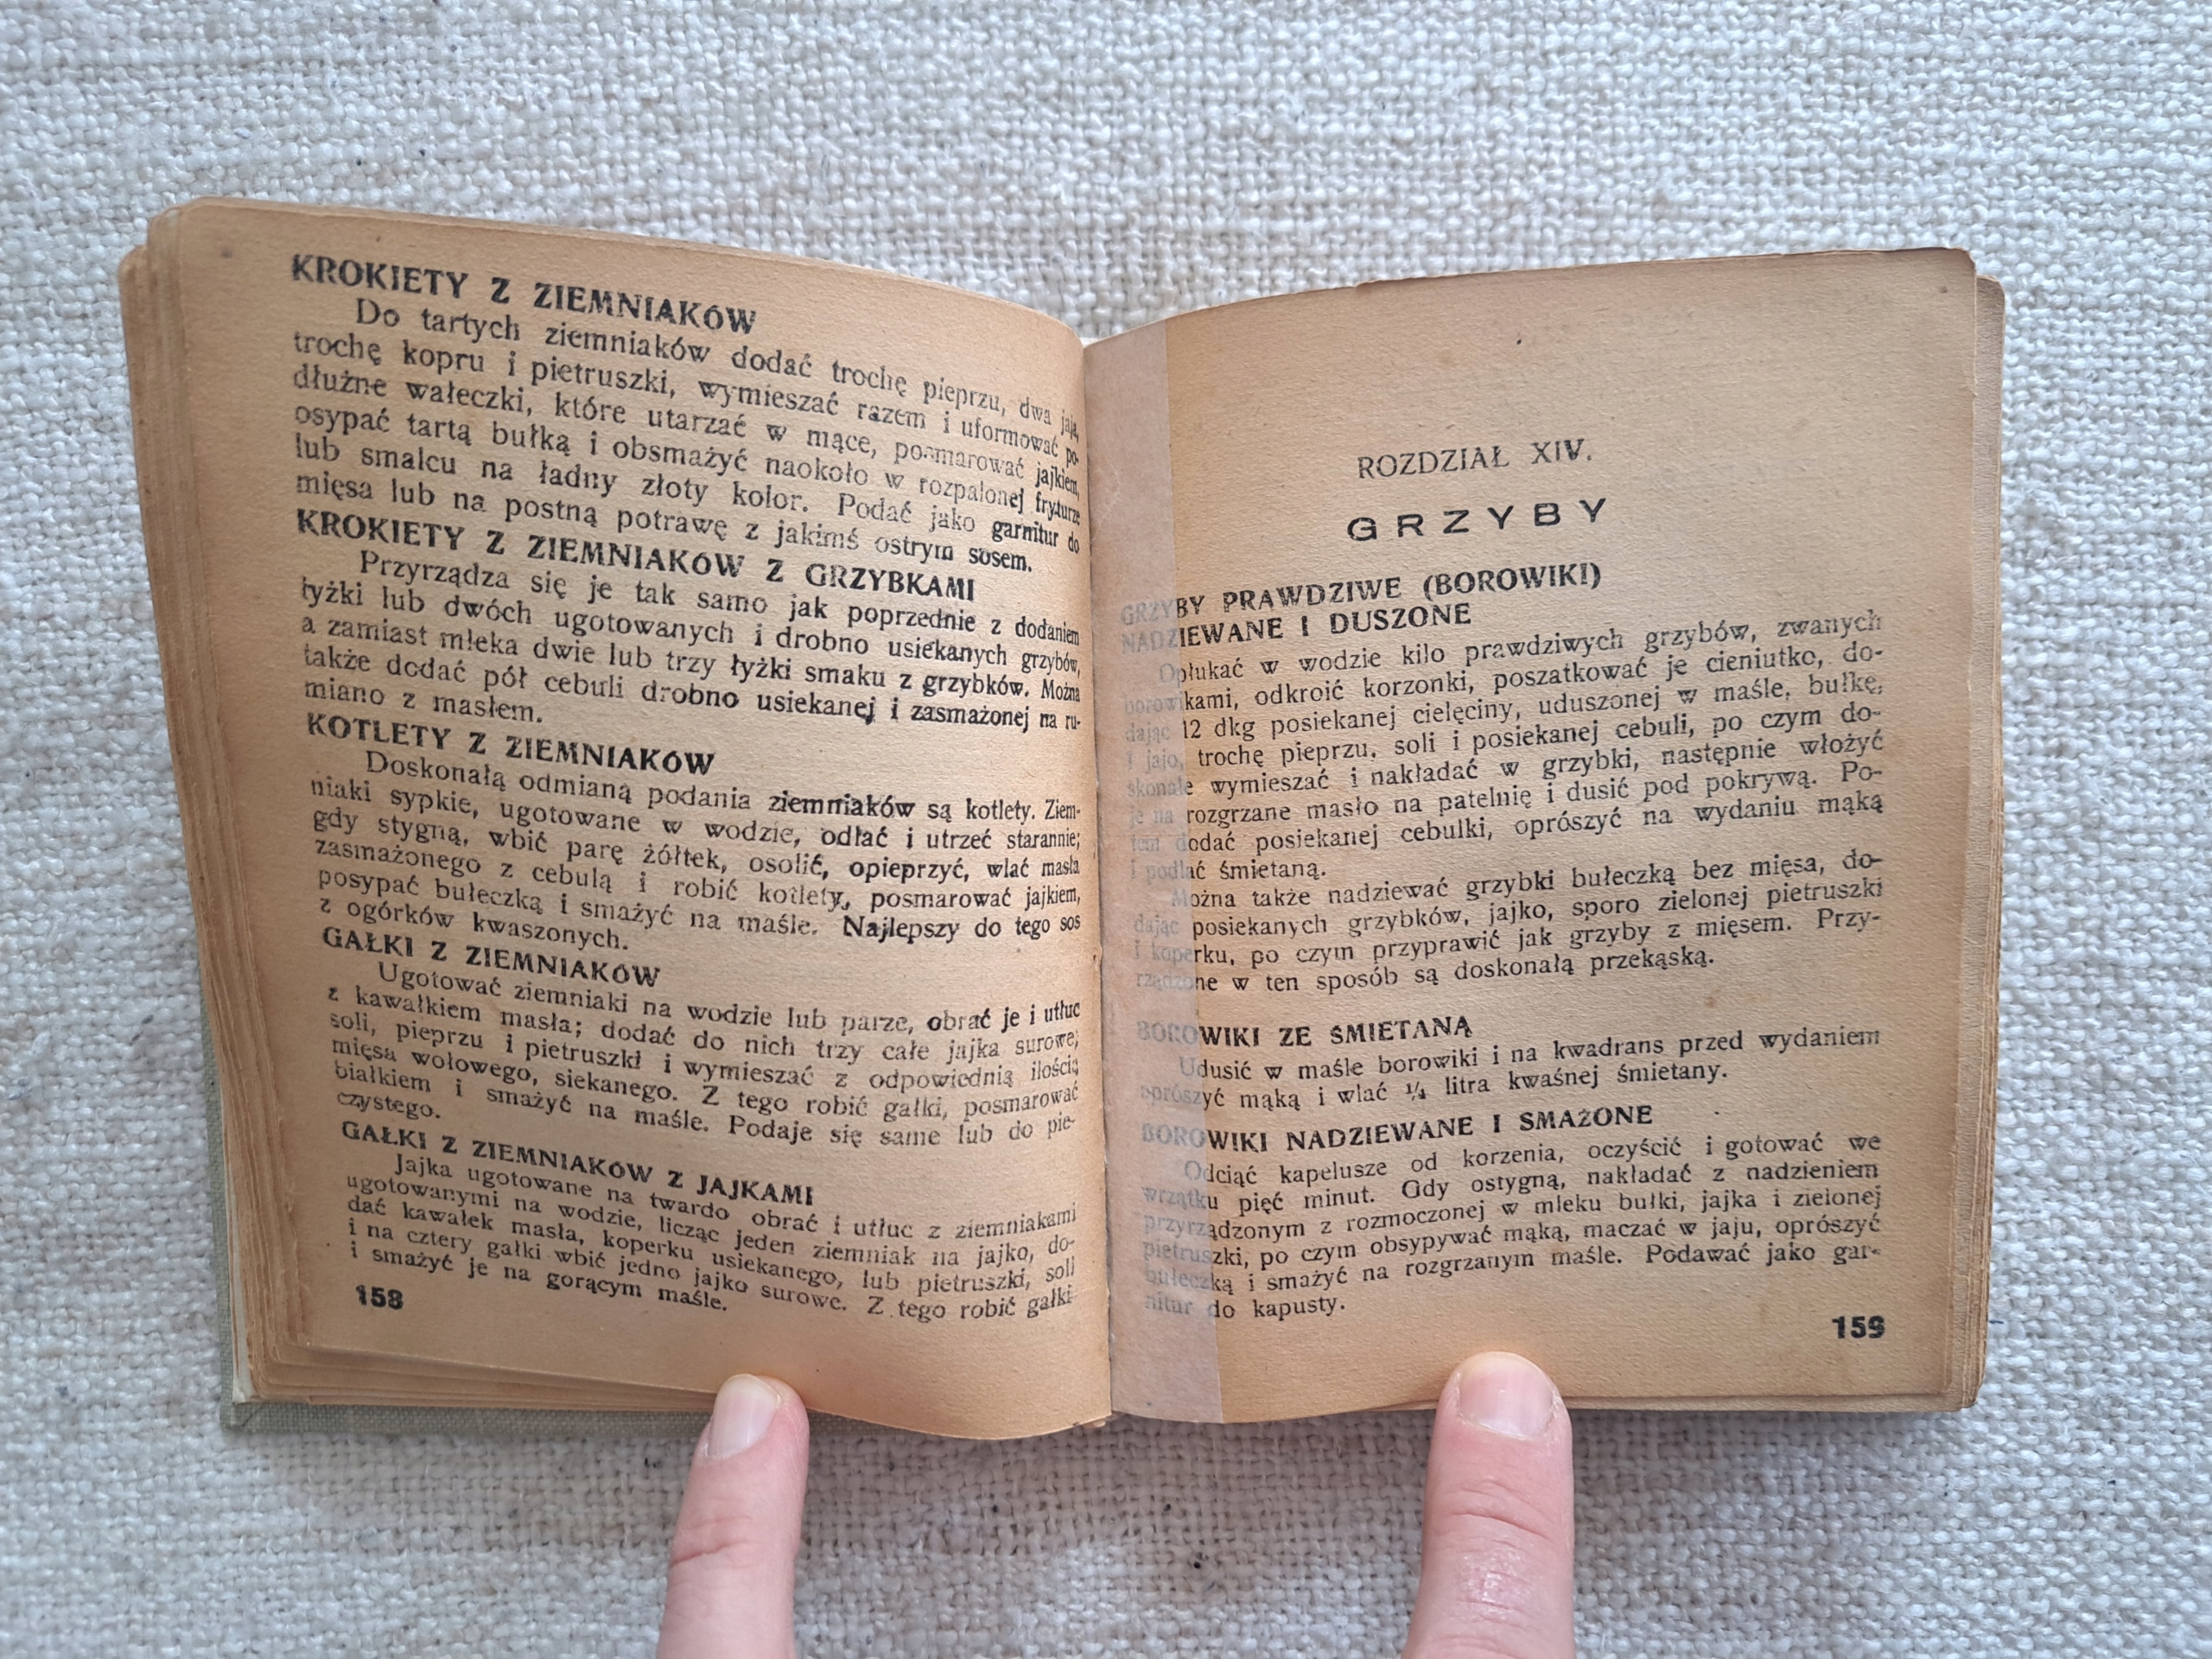 KROKIETY Z ZIEMNIAKÓW
Do tartych ziemniaków dodać trochę pieprzu, dwa jaja,
trochę kopru i pietruszki, wymieszać razem i uformować po-
dłużne wałeczki, które utarzać w mące, posmarować jajkiem,
osypać tartą bułką i obsmażyć naokoło w rozpalonej fryturze
lub smalcu na ładny złoty kolor. Podać jako garnitur do
mięsa lub na postną potrawę z jakimś ostrym sosem.
KROKIETY Z ZIEMNIAKÓW Z GRZYBKAMI
Przyrządza się je tak samo jak poprzednie z dodaniem
łyżki lub dwóch ugotowanych i drobno usiekanych grzybów,
a zamiast mleka dwie lub trzy łyżki smaku z grzybków. Można
także dodać pół cebuli drobno usiekanej i zasmażonej na ru-
miano z masłem.
KOTLETY Z ZIEMNIAKÓW
Doskonałą odmianą podania ziemniaków są kotlety. Ziem-
niaki sypkie, ugotowane w wodzie, odlać i utrzeć starannie;
gdy stygną, wbić parę żółtek, osolić, opieprzyć, wlać masła
zasmażonego z cebulą i robić kotlety, posmarować jajkiem,
posypać bułeczką i smażyć na maśle. Najlepszy do tego sos
z ogórków kwaszonych.
GAŁKI Z ZIEMNIAKÓW
Ugotować ziemniaki na wodzie lub parze, obrać je i utłuc
z kawałkiem masła; dodać do nich trzy całe jajka surowe;
soli, pieprzu i pietruszki i wymieszać z odpowiednią ilością
mięsa wołowego, siekanego. Z tego robić gałki, posmarować
białkiem i smażyć na maśle. Podaje się same lub do pie-
czystego.
GAŁKI Z ZIEMNIAKÓW Z JAJKAMI
Jajka ugotowane na twardo obrać i utłuc z ziemniakami
ugotowanymi na wodzie, licząc jeden ziemniak na jajko, do-
dać kawałek masła, koperku usiekanego, lub pietruszki, soli
i na cztery gałki wbić jedno jajko surowe. Z tego robić gałki
i smażyć je na gorącym maśle.
158
ROZDZIAŁ XIV.
GRZYBY
GRZYBY PRAWDZIWE (BOROWIKI)
NADZIEWANE I DUSZONE
Opłukać w wodzie kilo prawdziwych grzybów, zwanych
borowikami, odkroić korzonki, poszatkować je cieniutko, do-
dając 12 dkg posiekanej cielęciny, uduszonej w maśle, bułkę,
i jajo, trochę pieprzu, soli i posiekanej cebuli, po czym do-
skonale wymieszać i nakładać w grzybki, następnie włożyć
je na rozgrzane masło na patelnię i dusić pod pokrywą. Po-
tem dodać posiekanej cebulki, oprószyć na wydaniu mąką
i podlać śmietaną.
Można także nadziewać grzybki bułeczką bez mięsa, do-
dając posiekanych grzybków, jajko, sporo zielonej pietruszki
i koperku, po czym przyprawić jak grzyby z mięsem. Przy-
rządzone w ten sposób są doskonałą przekąską.
BOROWIKI ZE ŚMIETANĄ
Udusić w maśle borowiki i na kwadrans przed wydaniem
oprószyć mąką i wlać ¼ litra kwaśnej śmietany.
BOROWIKI NADZIEWANE I SMAŻONE
Odciąć kapelusze od korzenia, oczyścić i gotować we
wrzątku pięć minut. Gdy ostygną, nakładać z nadzieniem
przyrządzonym z rozmoczonej w mleku bułki, jajka i zielonej
pietruszki, po czym obsypywać mąką, maczać w jaju, oprószyć
bułeczką i smażyć na rozgrzanym maśle. Podawać jako gar-
nitur do kapusty.
159